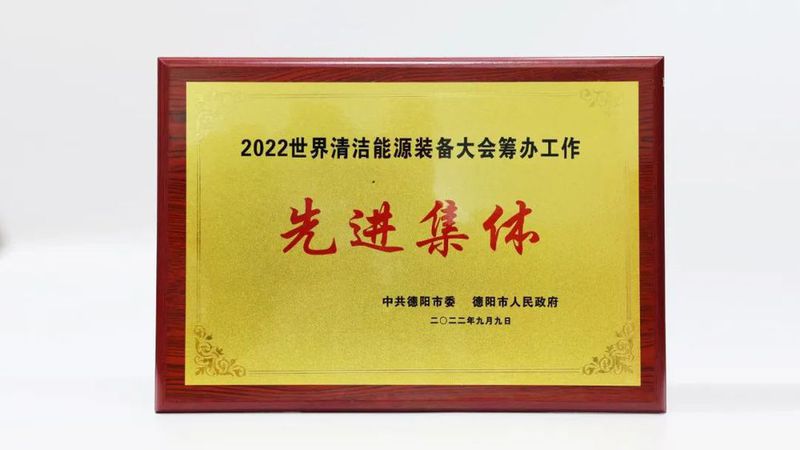 2022世界清洁能源装备大会筹办工作
先进集体
中共德阳市委 德阳市人民政府
二〇二二年九月九日